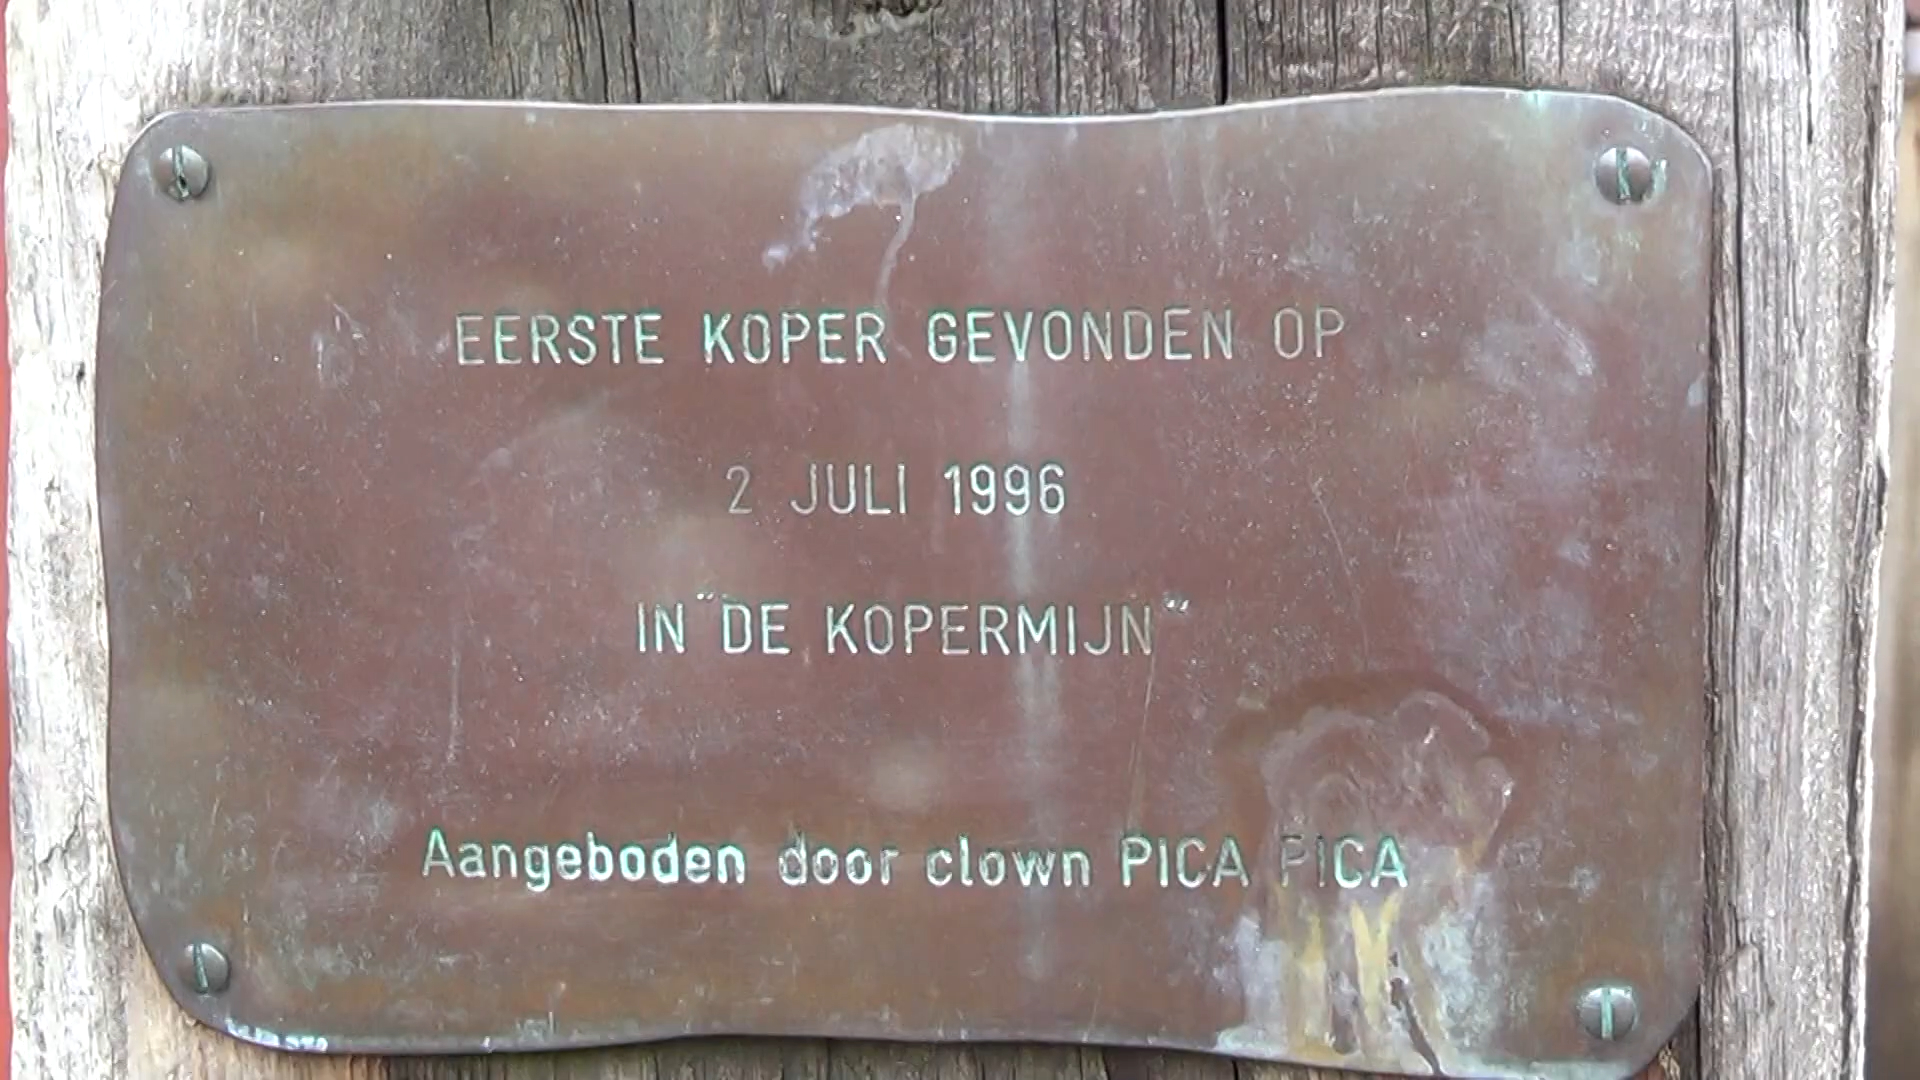 EERSTE KOPER GEVONDEN OP
2 JULI 1996
IN "DE KOPERMIJN"
Aangeboden door clown PICA PICA